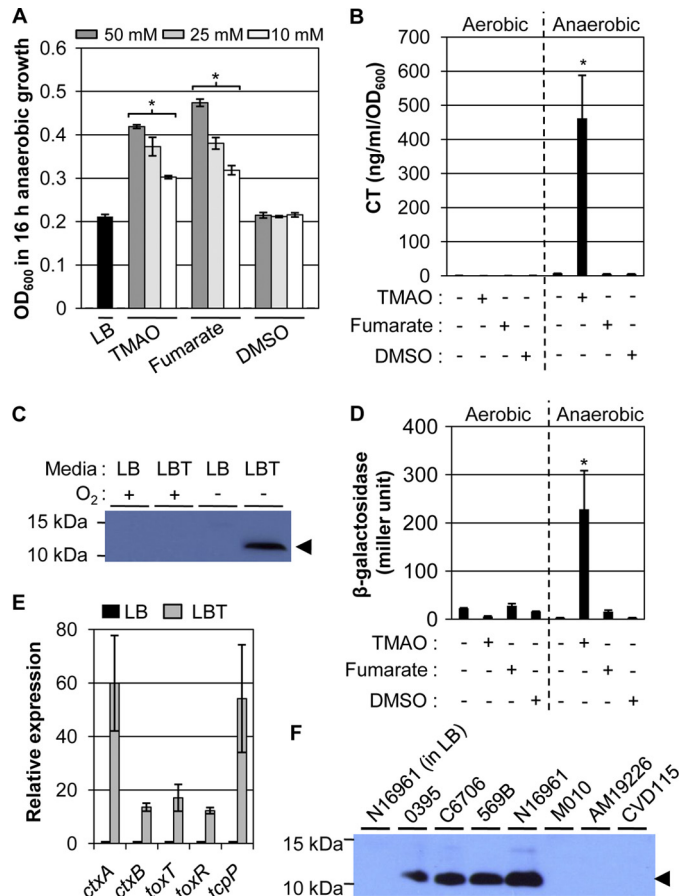 A
50 mM 25 mM 10 mM
OD600 in 16 h anaerobic growth
0.6
0.5
0.4
0.3
0.2
0.1
0
*
*
LB
TMAO
Fumarate
DMSO
B
Aerobic Anaerobic
CT (ng/ml/OD600)
700
600
500
400
300
200
100
0
*
TMAO : - + - - - + - -
Fumarate : - - + - - - + -
DMSO : - - - + - - - +
C
Media : LB LBT LB LBT
O2 : + + - -
15 kDa
10 kDa
D
Aerobic Anaerobic
β-galactosidase (miller unit)
400
300
200
100
0
*
TMAO : - + - - - + - -
Fumarate : - - + - - - + -
DMSO : - - - + - - - +
E
LB LBT
Relative expression
80
60
40
20
0
ctxA
ctxB
toxT
toxR
tcpP
F
N16961 (in LB)
0395
C6706
569B
N16961
M010
AM19226
CVD115
15 kDa
10 kDa